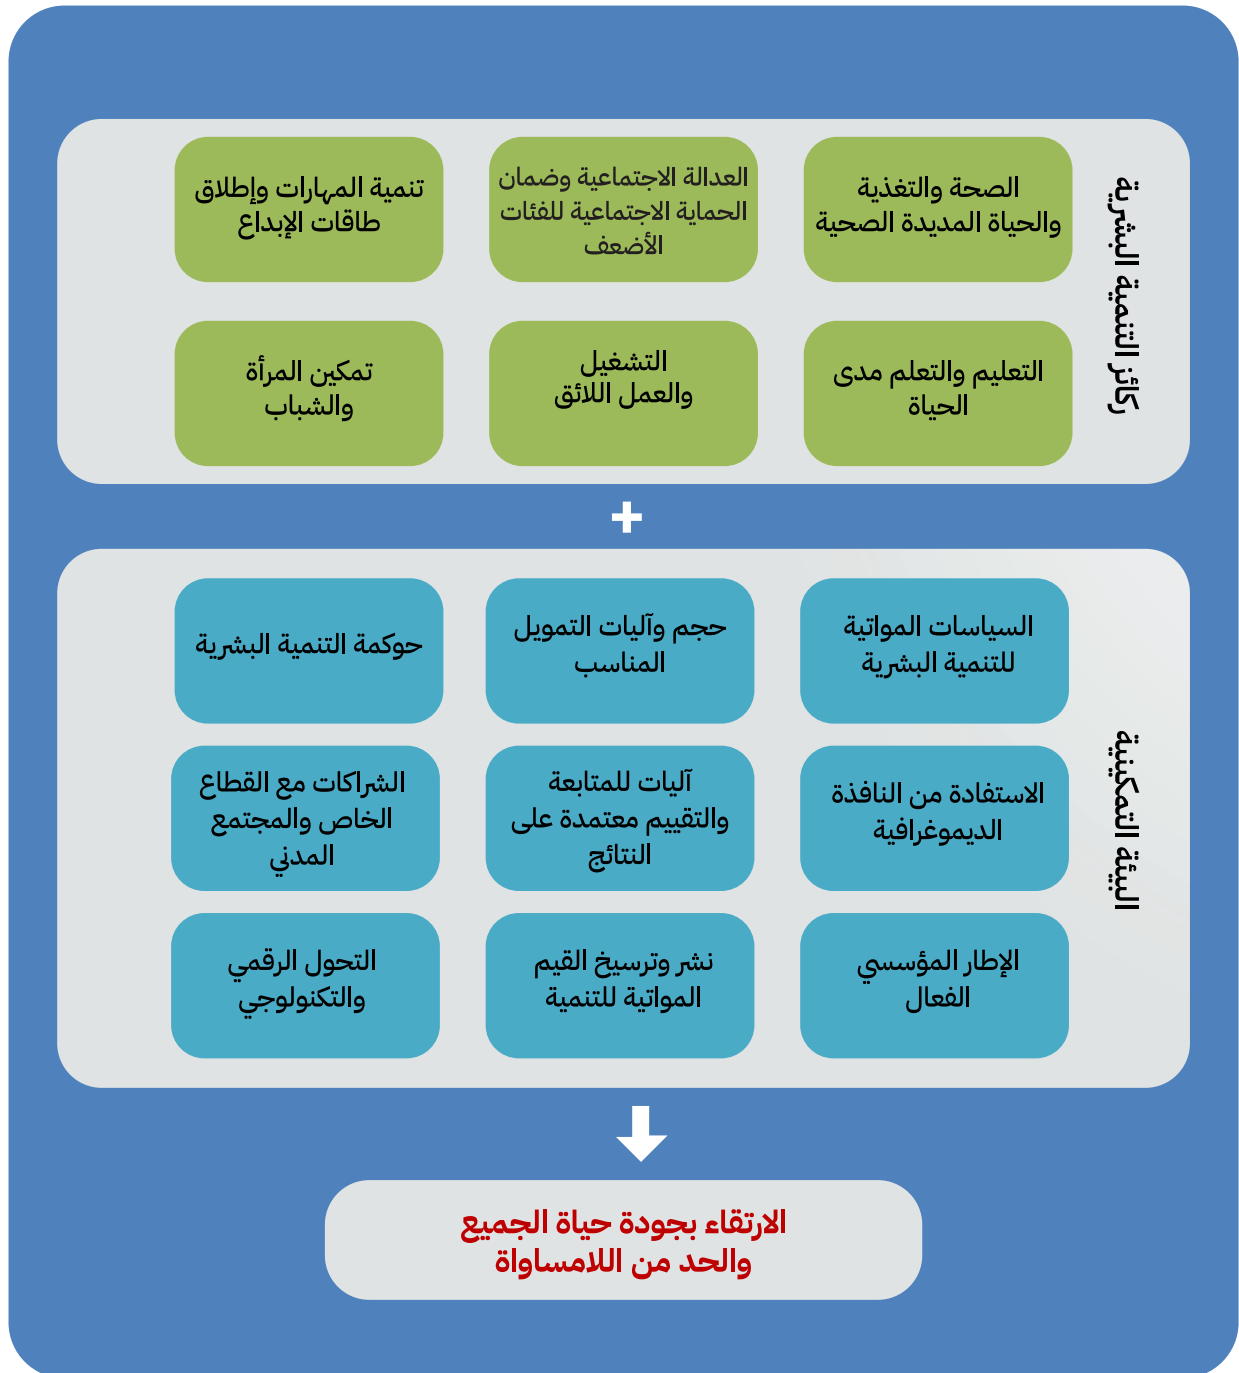 ركائز التنمية البشرية
الصحة والتغذية
والحياة المديدة الصحية
العدالة الاجتماعية وضمان
الحماية الاجتماعية للفئات
الأضعف
تنمية المهارات وإطلاق
طاقات الإبداع
التعليم والتعلم مدى
الحياة
التشغيل
والعمل اللائق
تمكين المرأة
والشباب
+
البيئة التمكينية
السياسات المواتية
للتنمية البشرية
حجم وآليات التمويل
المناسب
حوكمة التنمية البشرية
الاستفادة من النافذة
الديموغرافية
آليات للمتابعة
والتقييم معتمدة على
النتائج
الشراكات مع القطاع
الخاص والمجتمع
المدني
الإطار المؤسسي
الفعال
نشر وترسيخ القيم
المواتية للتنمية
التحول الرقمي
والتكنولوجي
الارتقاء بجودة حياة الجميع
والحد من اللامساواة